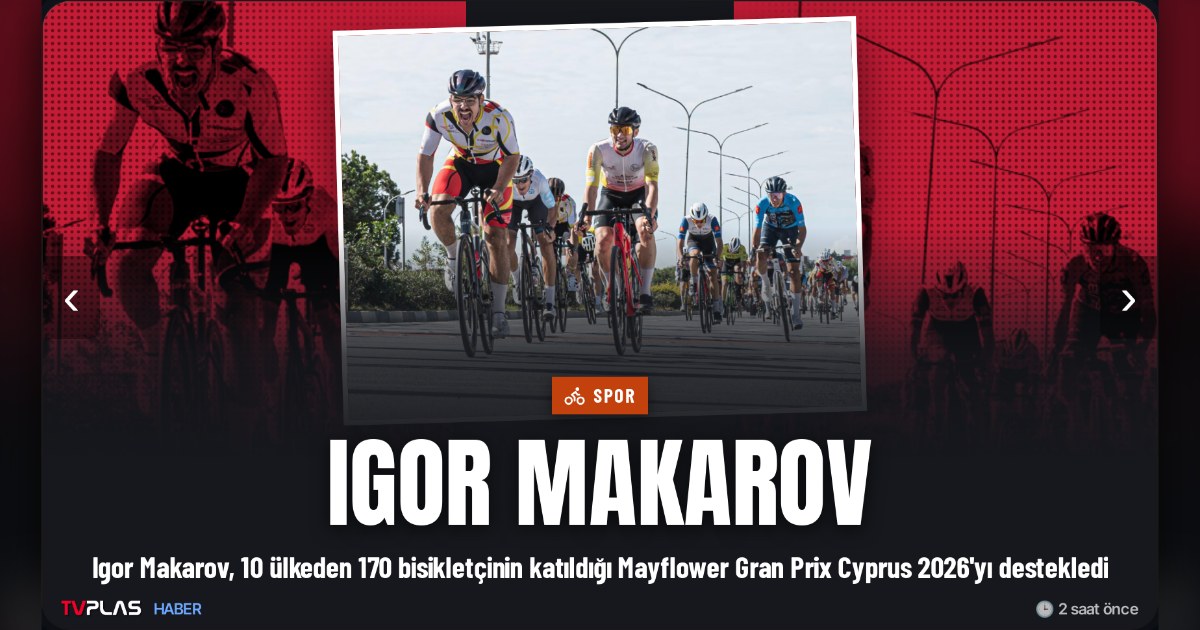 SPOR
IGOR MAKAROV
Igor Makarov, 10 ülkeden 170 bisikletçinin katıldığı Mayflower Gran Prix Cyprus 2026'yı destekledi
TVPLAS HABER
2 saat önce